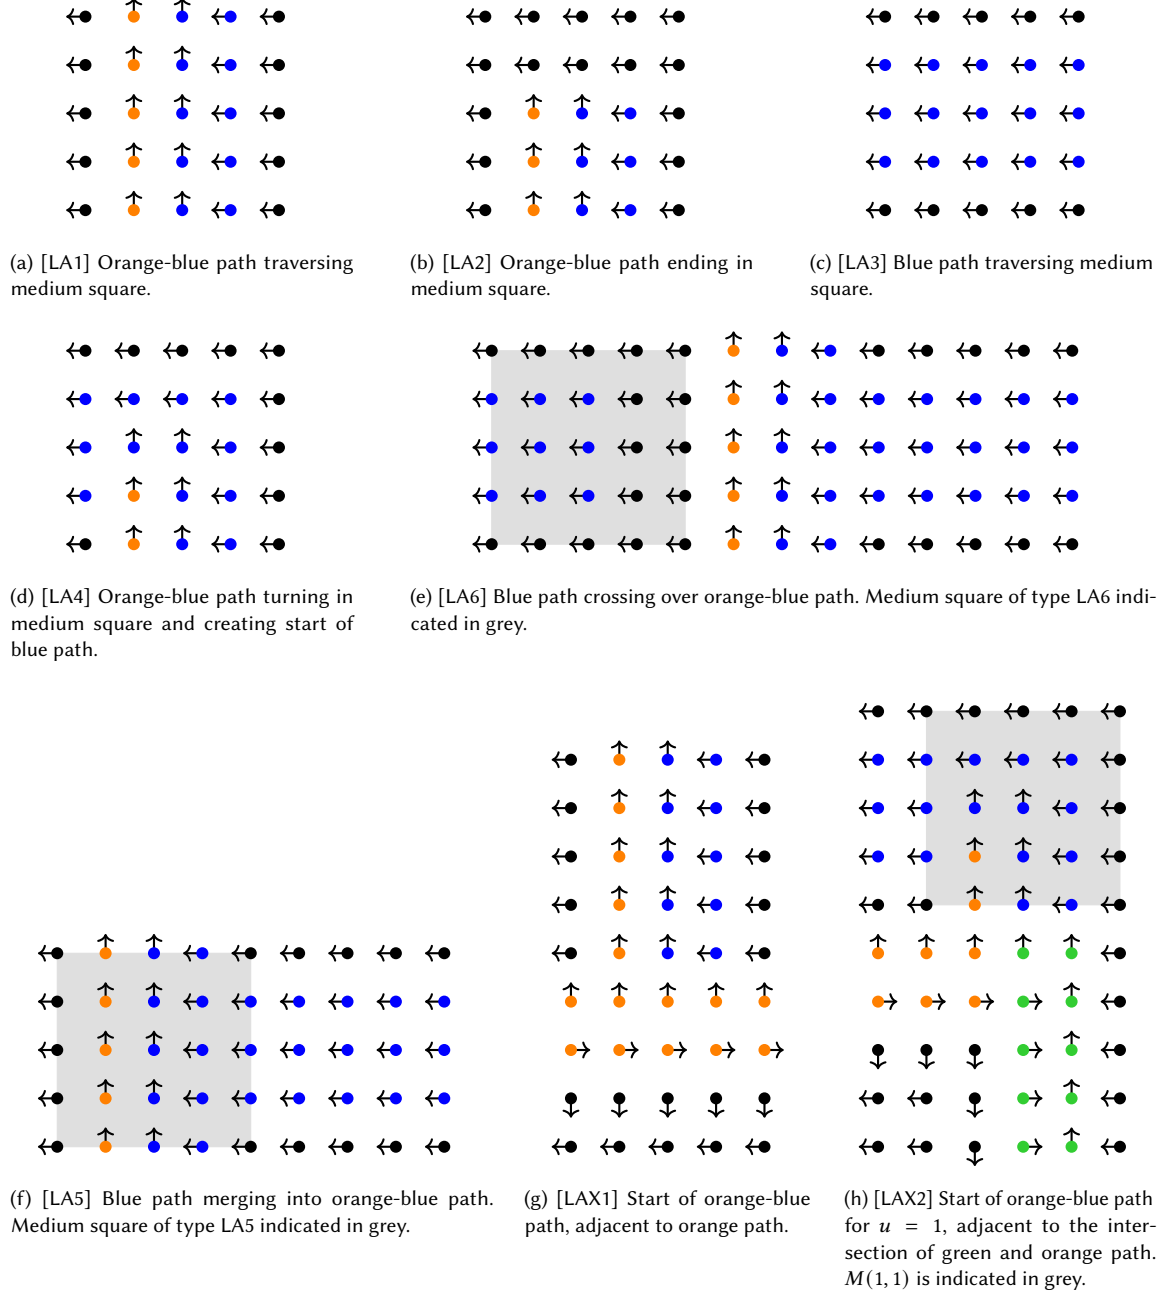 (a) [LA1] Orange-blue path traversing
medium square.
(b) [LA2] Orange-blue path ending in
medium square.
(c) [LA3] Blue path traversing medium
square.
(d) [LA4] Orange-blue path turning in
medium square and creating start of
blue path.
(e) [LA6] Blue path crossing over orange-blue path. Medium square of type LA6 indi-
cated in grey.
(f) [LA5] Blue path merging into orange-blue path.
Medium square of type LA5 indicated in grey.
(g) [LAX1] Start of orange-blue
path, adjacent to orange path.
(h) [LAX2] Start of orange-blue path
for u = 1, adjacent to the inter-
section of green and orange path.
M(1, 1) is indicated in grey.